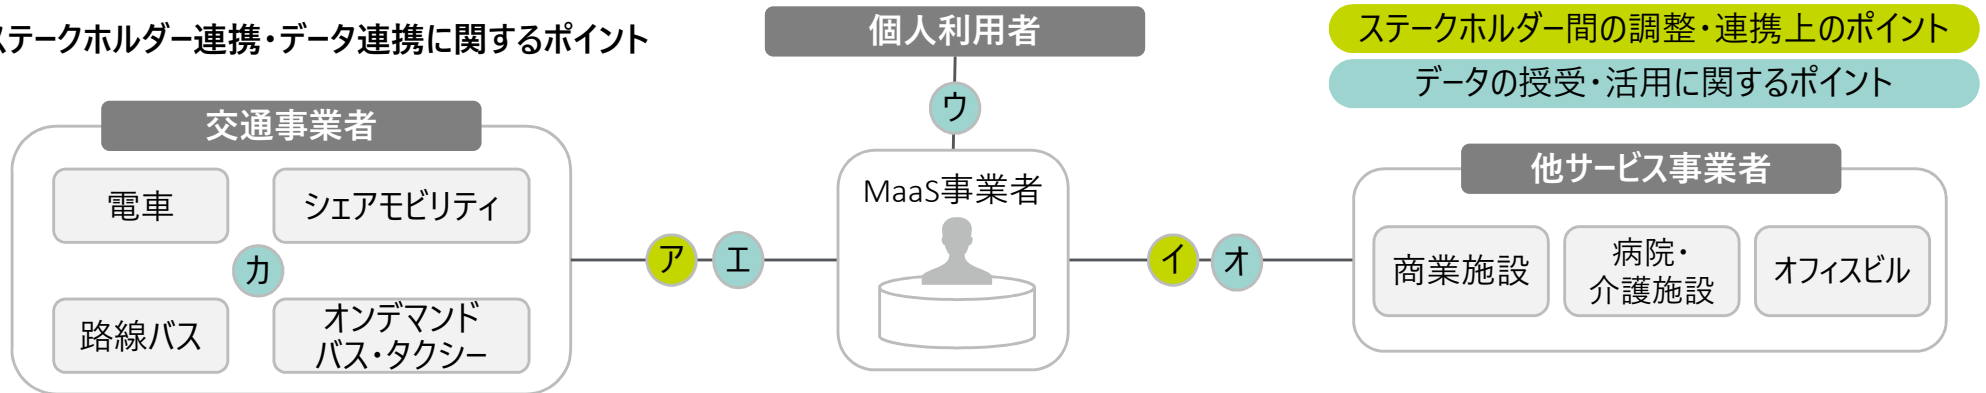 ステークホルダー連携・データ連携に関するポイント
個人利用者
ステークホルダー間の調整・連携上のポイント
データの授受・活用に関するポイント
ウ
交通事業者
電車
シェアモビリティ
カ
路線バス
オンデマンド
バス・タクシー
ア
エ
MaaS事業者
イ
オ
他サービス事業者
商業施設
病院・
介護施設
オフィスビル